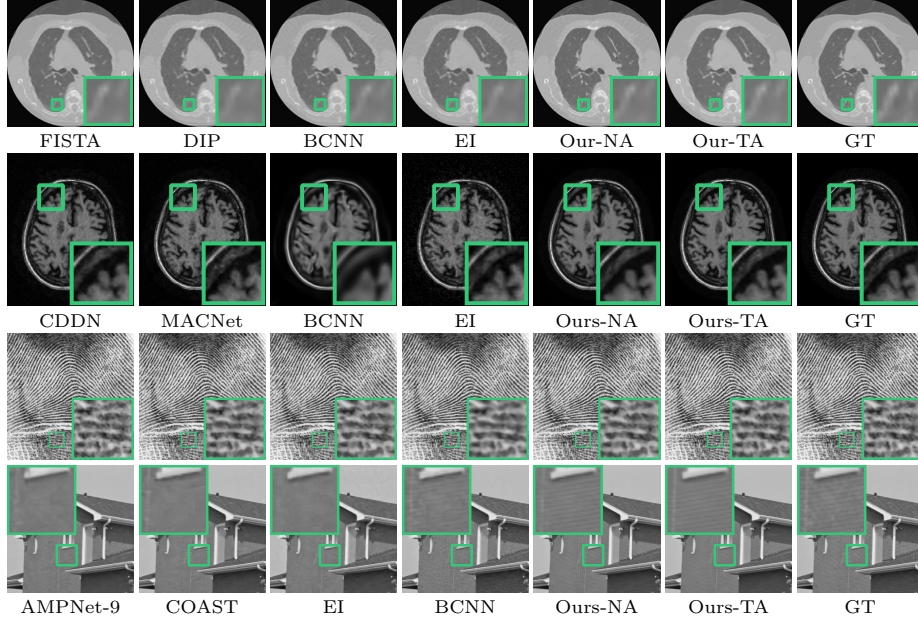 FISTA DIP BCNN EI Our-NA Our-TA GT
CDDN MACNet BCNN EI Ours-NA Ours-TA GT
AMPNet-9 COAST EI BCNN Ours-NA Ours-TA GT